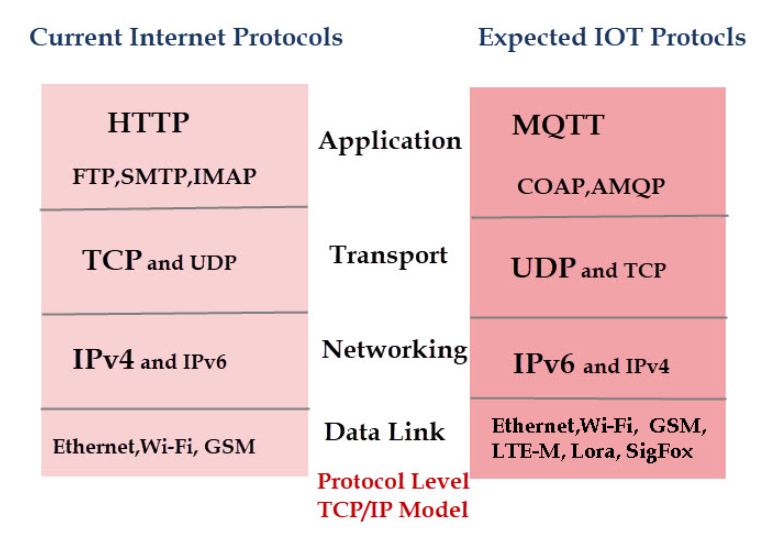 Current Internet Protocols
Expected IOT Protocls
HTTP
FTP,SMTP,IMAP
Application
MQTT
COAP,AMQP
TCP and UDP
Transport
UDP and TCP
IPv4 and IPv6
Networking
IPv6 and IPv4
Ethernet,Wi-Fi, GSM
Data Link
Ethernet,Wi-Fi, GSM,
LTE-M, Lora, SigFox
Protocol Level
TCP/IP Model